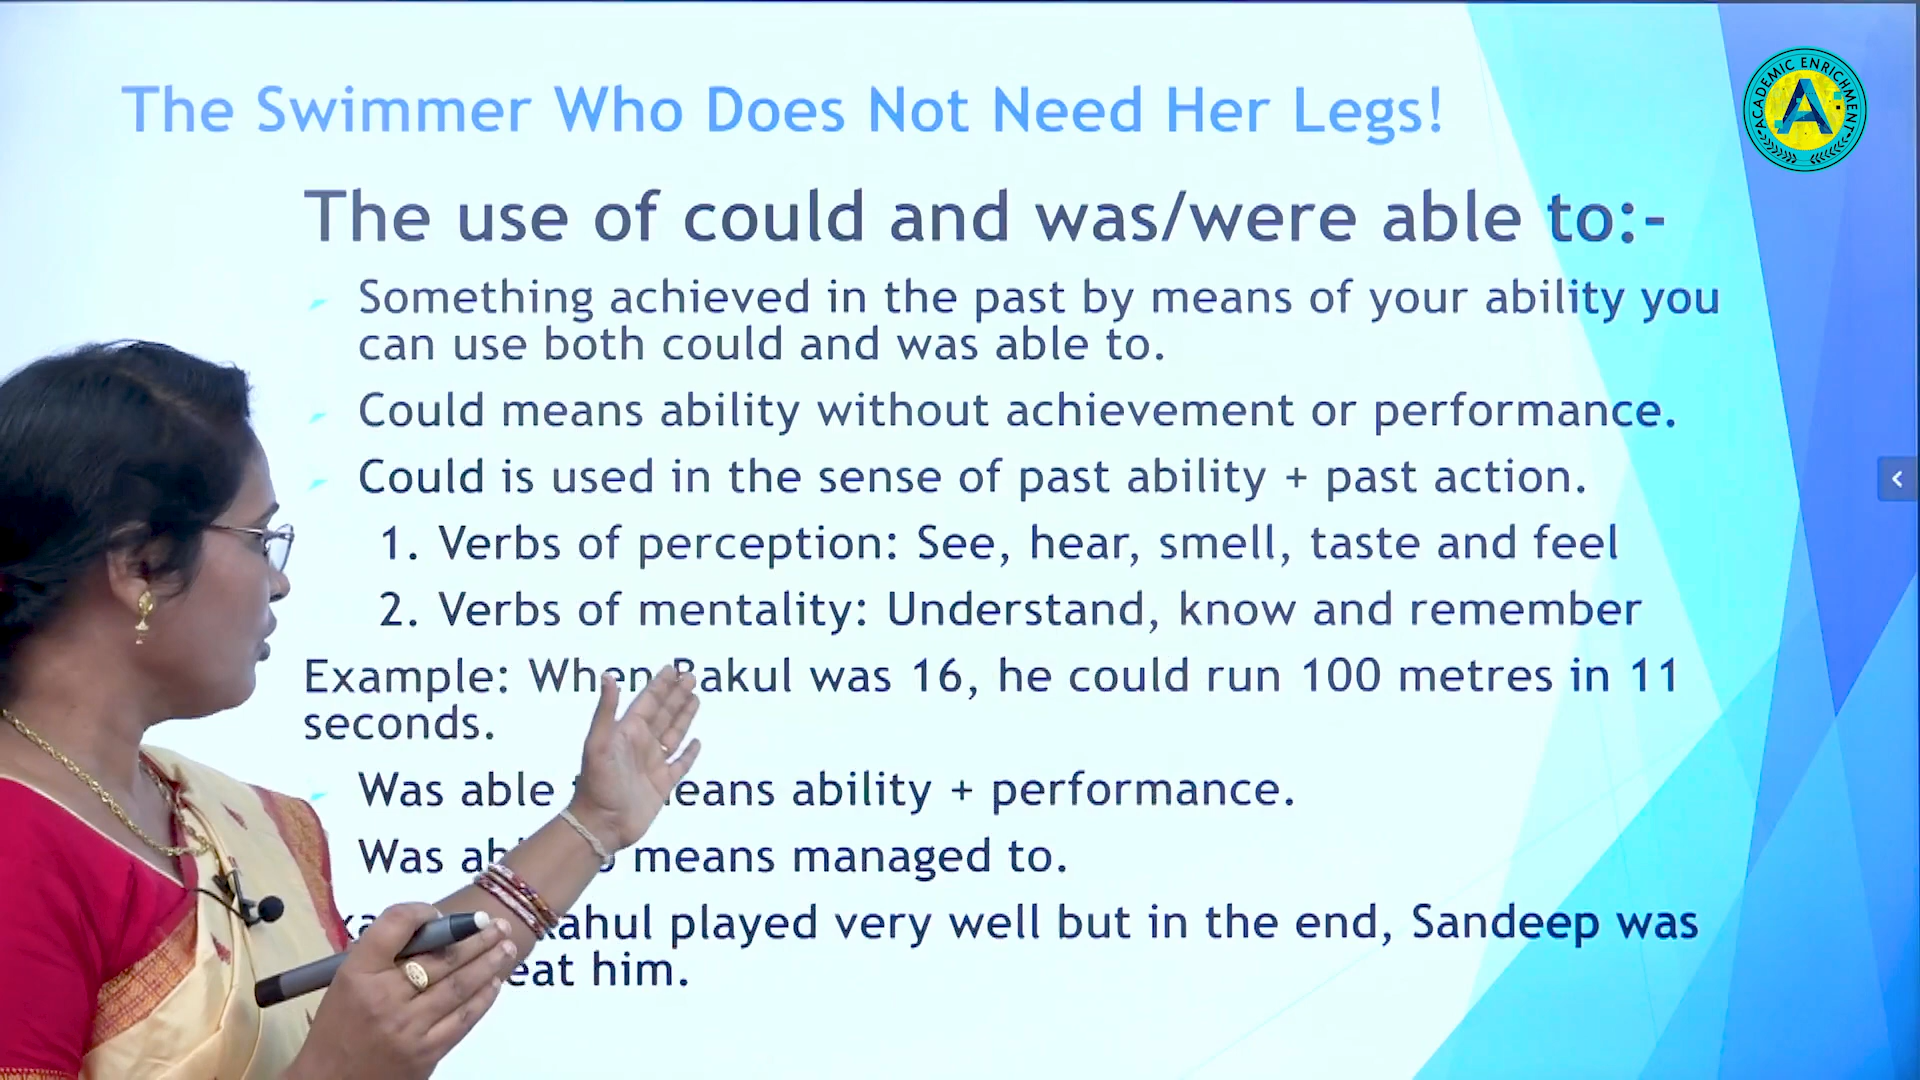 The Swimmer Who Does Not Need Her Legs!
ACADEMIC ENRICHMENT
A
The use of could and was/were able to:-
Something achieved in the past by means of your ability you
can use both could and was able to.
Could means ability without achievement or performance.
Could is used in the sense of past ability + past action.
1. Verbs of perception: See, hear, smell, taste and feel
2. Verbs of mentality: Understand, know and remember
Example: When Bakul was 16, he could run 100 metres in 11
seconds.
Was able means ability + performance.
Was means managed to.
played very well but in the end, Sandeep was
him.